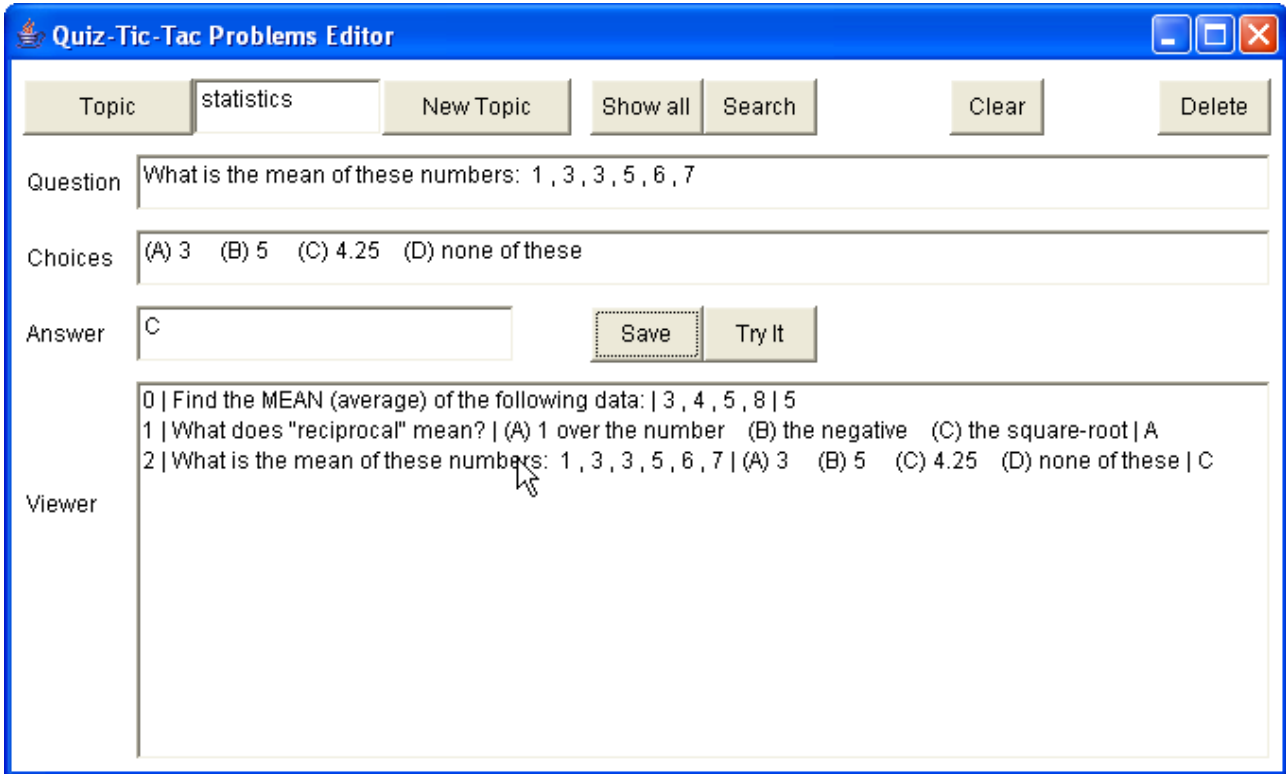 Quiz-Tic-Tac Problems Editor
Topic statistics New Topic Show all Search Clear Delete
Question What is the mean of these numbers: 1 , 3 , 3 , 5 , 6 , 7
Choices (A) 3 (B) 5 (C) 4.25 (D) none of these
Answer C Save Try It
0 | Find the MEAN (average) of the following data: | 3 , 4 , 5 , 8 | 5
1 | What does "reciprocal" mean? | (A) 1 over the number (B) the negative (C) the square-root | A
2 | What is the mean of these numbers: 1 , 3 , 3 , 5 , 6 , 7 | (A) 3 (B) 5 (C) 4.25 (D) none of these | C
Viewer